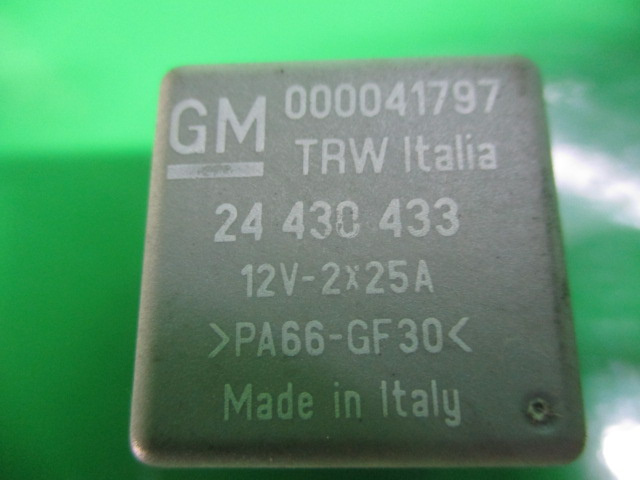 GM 000041797
TRW Italia
24 430 433
12V-2x25A
>PA66-GF30<
Made in Italy